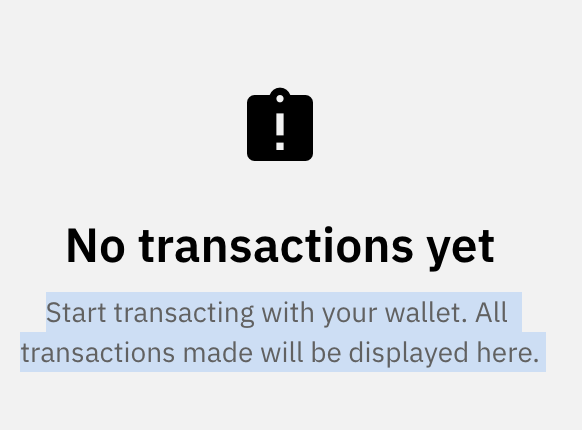 No transactions yet
Start transacting with your wallet. All
transactions made will be displayed here.